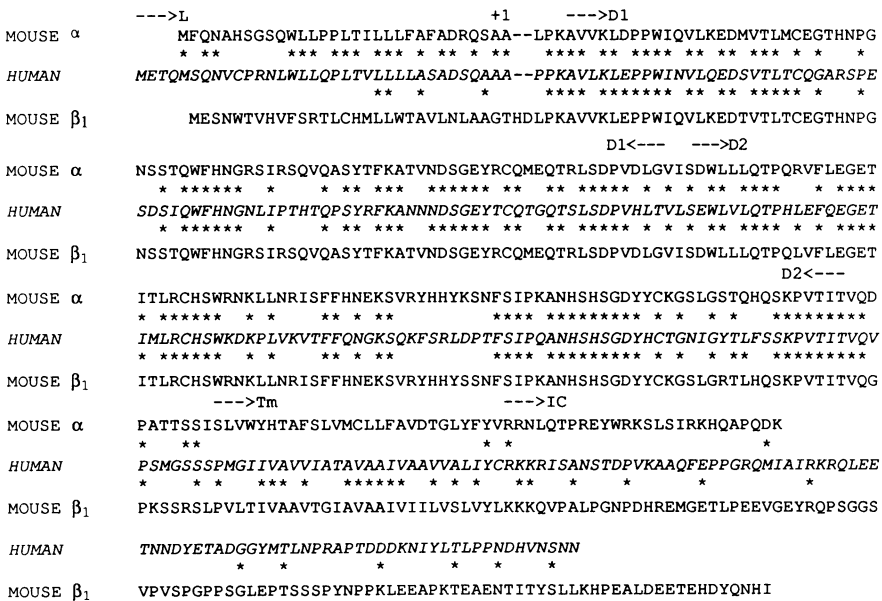 --->L +1 --->D1
MOUSE α MFQNAHSGSQWLLPPLTILLLFAFADRQSAA--LPKAVVKLDPPWIQVLKEDMVTLMCEGTHNPG
* ** *** **** *** * * ** **** ***** *** ** ***** * *
HUMAN METQMSQNVCPRNLWLLQPLTVLLLLASADSQAAA--PPKAVLKLEPPWINVLQEDSVTLTCQGARSPE
** * * **** ***** *** ** ***** * *
MOUSE β1 MESNWTVHVFSRTLCHMLLWTAVLNLAAGTHDLPKAVVKLEPPWIQVLKEDTVTLTCEGTHNPG
D1<--- --->D2
MOUSE α NSSTQWFHNGRSIRSQVQASYTFKATVNDSGEYRCQMEQTRLSDPVDLGVISDWLLLQTPQRVFLEGET
* ****** * * ** ** ****** ** * * **** * * ** * **** * ****
HUMAN SDSIQWFHNGNLIPTHTQPSYRFKANNNDSGEYTCQTGQTSLSDPVHLTVLSEWLVLQTPHLEFQEGET
* ****** * * ** ** ****** ** * * **** * * ** * **** * ****
MOUSE β1 NSSTQWFHNGRSIRSQVQASYTFKATVNDSGEYRCQMEQTRLSDPVDLGVISDWLLLQTPQLVFLEGET
D2<---
MOUSE α ITLRCHSWRNKLLNRISFFHNEKSVRYHHYKSNFSIPKANHSHSGDYYCKGSLGSTQHQSKPVTITVQD
* ****** * * ** * ** **** ******** * * * * ********
HUMAN IMLRCHSWKDKPLVKVTFFQNGKSQKFSRLDPTFSIPQANHSHSGDYHCTGNIGYTLFSSKPVTITVQV
* ****** * * ** * ** **** ******** * * * * ********
MOUSE β1 ITLRCHSWRNKLLNRISFFHNEKSVRYHHYSSNFSIPKANHSHSGDYYCKGSLGRTLHQSKPVTITVQG
--->Tm --->IC
MOUSE α PATTSSISLVWYHTAFSLVMCLLFAVDTGLYFYVRRNLQTPREYWRKSLSIRKHQAPQDK
* ** * * *
HUMAN PSMGSSSPMGIIVAVVIATAVAAIVAAVVALIYCRKKRISANSTDPVKAAQFEPPGRQMIAIRKRQLEE
* ** * *** * ****** * * * ** * * * *
MOUSE β1 PKSSRSLPVLTIVAAVTGIAVAAIVIILVSLVYLKKKQVPALPGNPDHREMGETLPEEVGEYRQPSGGS
HUMAN TNNDYETADGGYMTLNPRAPTDDDKNIYLTLPPNDHVNSNN
* * * * * *
MOUSE β1 VPVSPGPPSGLEPTSSSPYNPPKLEEAPKTEAENTITYSLLKHPEALDEETEHDYQNHI